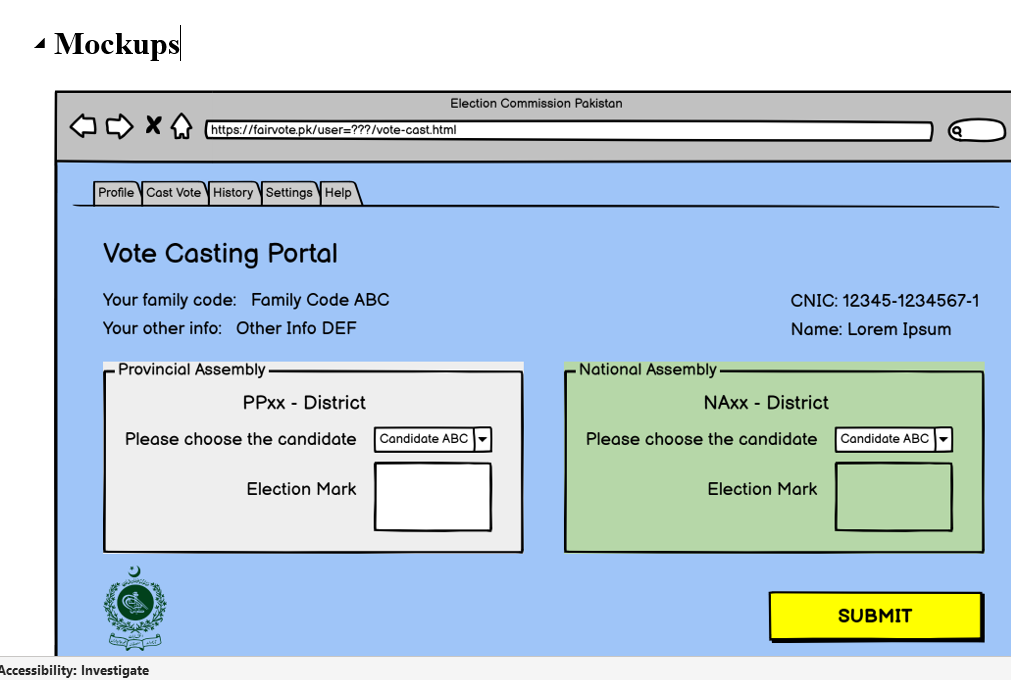 Mockups
Election Commission Pakistan
https://fairvote.pk/user=???/vote-cast.html
Profile Cast Vote History Settings Help
Vote Casting Portal
Your family code: Family Code ABC
CNIC: 12345-1234567-1
Your other info: Other Info DEF
Name: Lorem Ipsum
Provincial Assembly
PPxx - District
Please choose the candidate Candidate ABC
Election Mark
National Assembly
NAxx - District
Please choose the candidate Candidate ABC
Election Mark
SUBMIT
Accessibility: Investigate